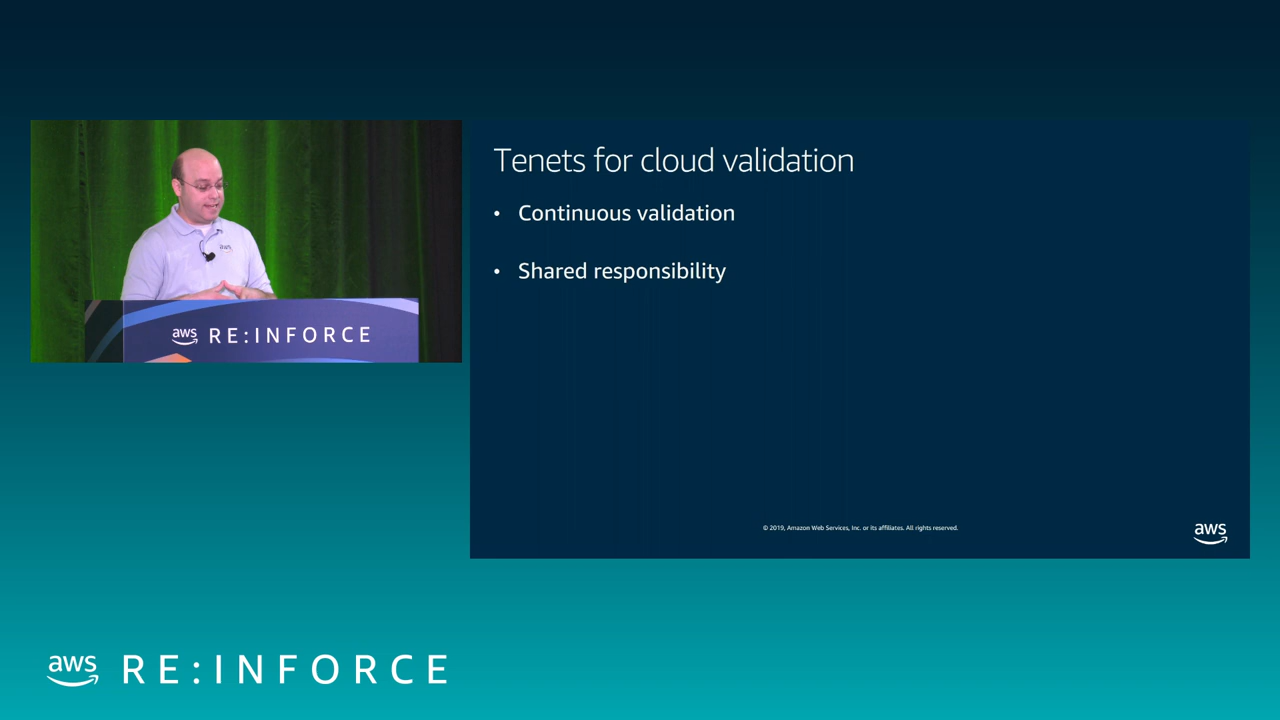 Tenets for cloud validation
• Continuous validation
• Shared responsibility
aws
aws RE:INFORCE
© 2019, Amazon Web Services, Inc. or its affiliates. All rights reserved.
aws
aws RE:INFORCE